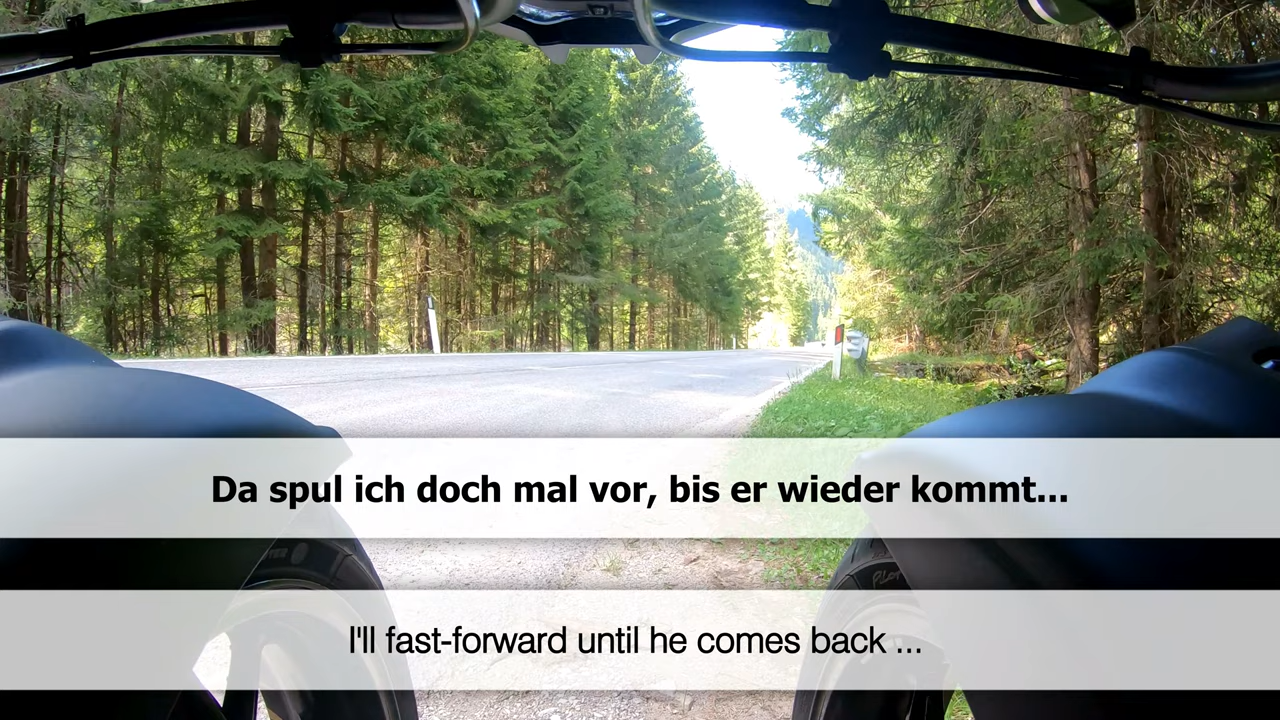 Da spul ich doch mal vor, bis er wieder kommt...
I'll fast-forward until he comes back ...